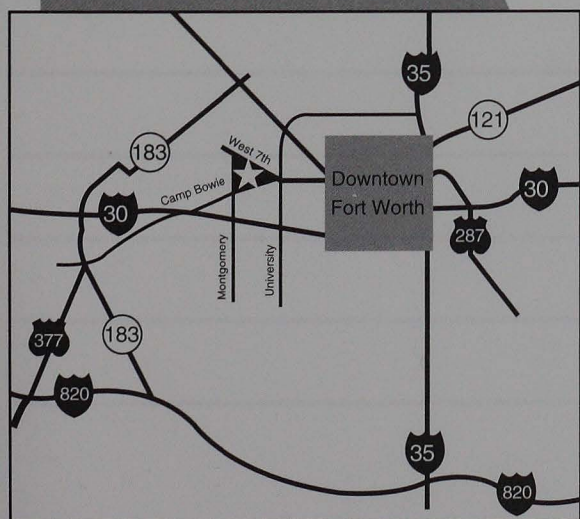 35
121
183
West 7th
Camp Bowie
Downtown
Fort Worth
30
30
287
Montgomery
University
377
183
820
35
820